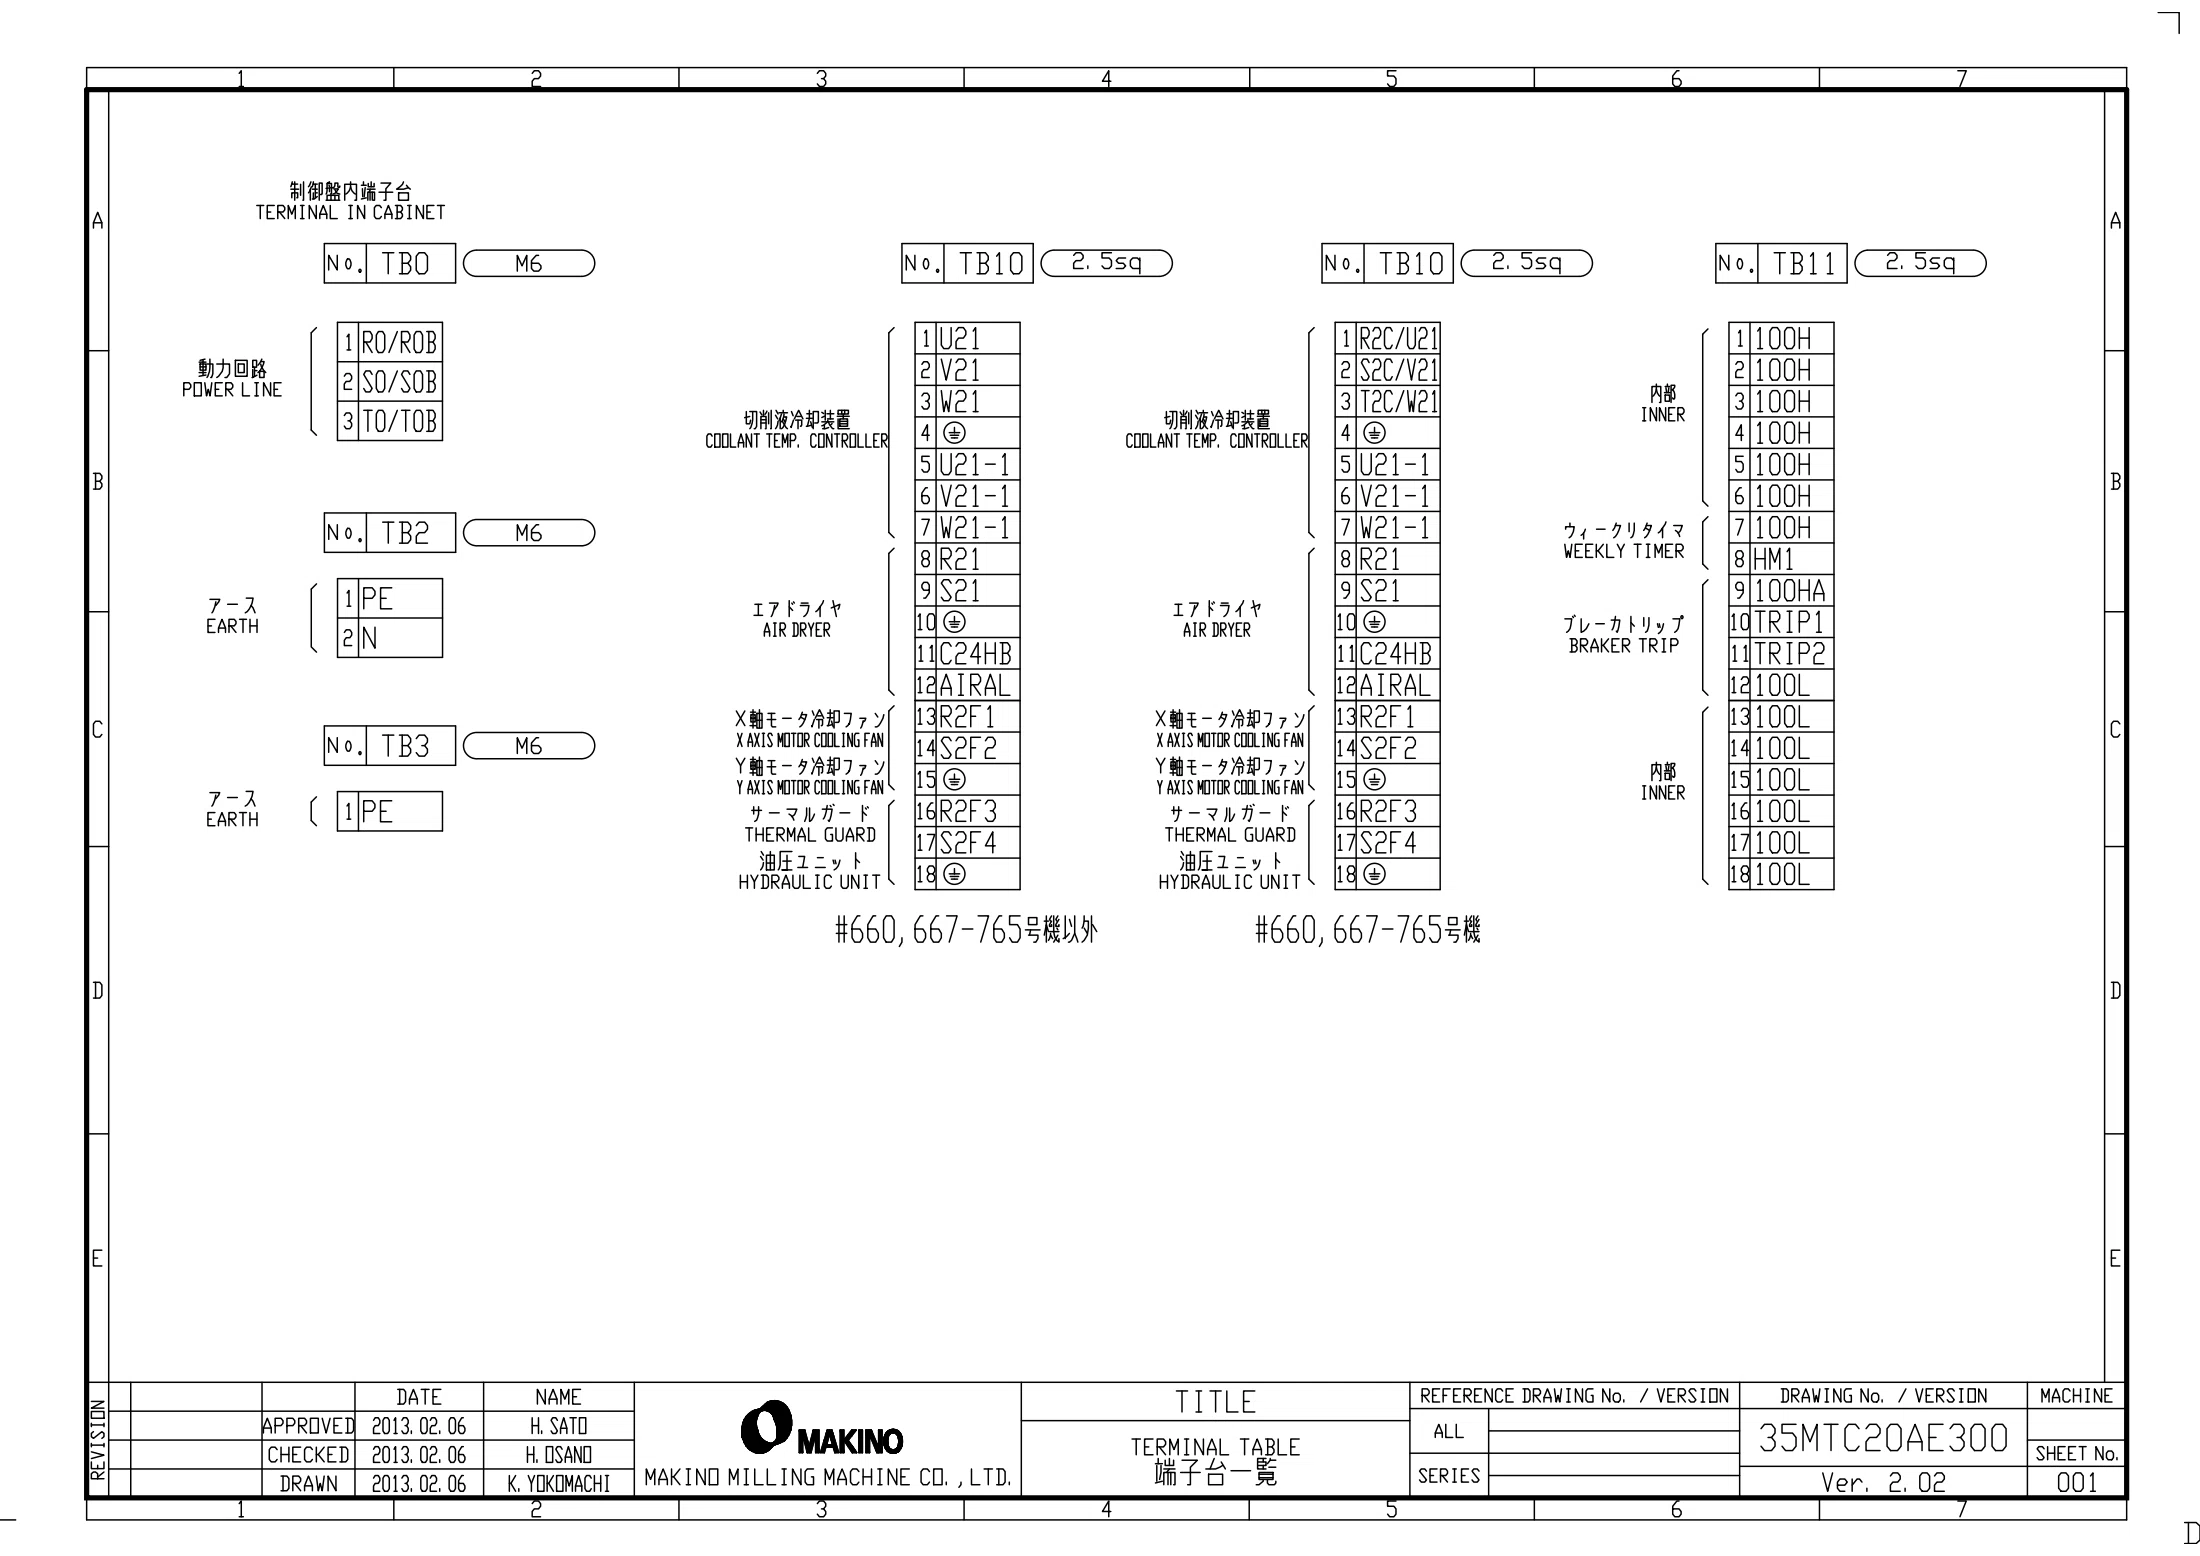 1 2 3 4 5 6 7
A A
B B
C C
D D
E E
制御盤内端子台
TERMINAL IN CABINET
No. TB0 M6
動力回路
POWER LINE
1 R0/R0B
2 S0/S0B
3 T0/T0B
No. TB2 M6
アース
EARTH
1 PE
2 N
No. TB3 M6
アース
EARTH
1 PE
No. TB10 2.5sq
切削液冷却装置
COOLANT TEMP. CONTROLLER
エアドライヤ
AIR DRYER
X軸モータ冷却ファン
X AXIS MOTOR COOLING FAN
Y軸モータ冷却ファン
Y AXIS MOTOR COOLING FAN
サーマルガード
THERMAL GUARD
油圧ユニット
HYDRAULIC UNIT
1 U21
2 V21
3 W21
4
5 U21-1
6 V21-1
7 W21-1
8 R21
9 S21
10
11 C24HB
12 AIRAL
13 R2F1
14 S2F2
15
16 R2F3
17 S2F4
18
#660,667-765号機以外
No. TB10 2.5sq
切削液冷却装置
COOLANT TEMP. CONTROLLER
エアドライヤ
AIR DRYER
X軸モータ冷却ファン
X AXIS MOTOR COOLING FAN
Y軸モータ冷却ファン
Y AXIS MOTOR COOLING FAN
サーマルガード
THERMAL GUARD
油圧ユニット
HYDRAULIC UNIT
1 R2C/U21
2 S2C/V21
3 T2C/W21
4
5 U21-1
6 V21-1
7 W21-1
8 R21
9 S21
10
11 C24HB
12 AIRAL
13 R2F1
14 S2F2
15
16 R2F3
17 S2F4
18
#660,667-765号機
No. TB11 2.5sq
内部
INNER
ウィークリタイマ
WEEKLY TIMER
ブレーカトリップ
BRAKER TRIP
内部
INNER
1 100H
2 100H
3 100H
4 100H
5 100H
6 100H
7 100H
8 HM1
9 100HA
10 TRIP1
11 TRIP2
12 100L
13 100L
14 100L
15 100L
16 100L
17 100L
18 100L
REVISION
DATE NAME
APPROVED 2013.02.06 H. SATO
CHECKED 2013.02.06 H. OSANO
DRAWN 2013.02.06 K. YOKOMACHI
MAKINO
MAKINO MILLING MACHINE CO.,LTD.
TITLE
TERMINAL TABLE
端子台一覧
REFERENCE DRAWING No. / VERSION
ALL
SERIES
DRAWING No. / VERSION
35MTC20AE300
Ver. 2.02
MACHINE
SHEET No.
001
1 2 3 4 5 6 7
D